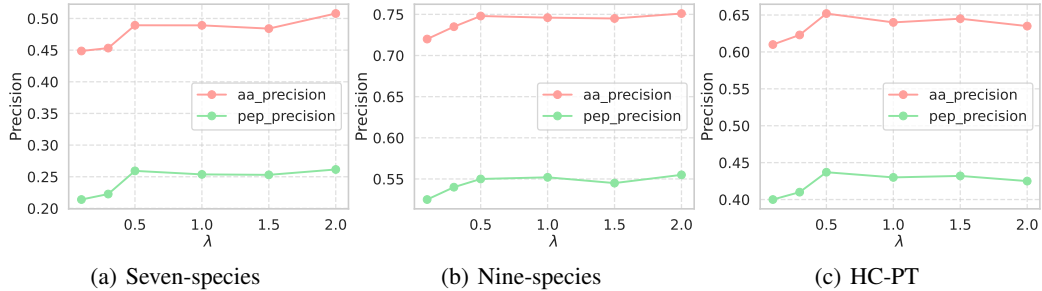 0.50
0.45
0.40
0.35
0.30
0.25
0.20
Precision
aa_precision
pep_precision
0.5 1.0 1.5 2.0
λ
(a) Seven-species
0.75
0.70
0.65
0.60
0.55
Precision
aa_precision
pep_precision
0.5 1.0 1.5 2.0
λ
(b) Nine-species
0.65
0.60
0.55
0.50
0.45
0.40
Precision
aa_precision
pep_precision
0.5 1.0 1.5 2.0
λ
(c) HC-PT